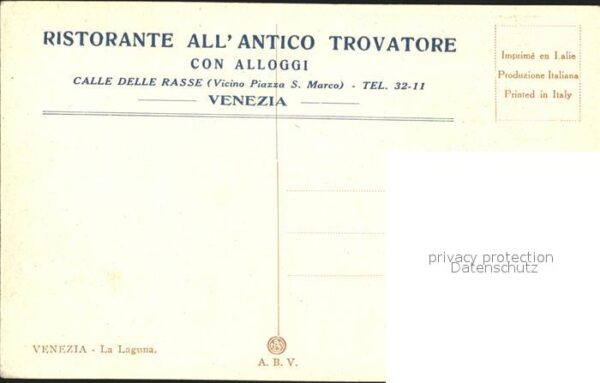 RISTORANTE ALL' ANTICO TROVATORE
CON ALLOGGI
CALLE DELLE RASSE (Vicino Piazza S. Marco) - TEL. 32-11
VENEZIA
Imprimé en I.alie
Produzione Italiana
Printed in Italy
privacy protection
Datenschutz
VENEZIA - La Laguna.
A. B. V.